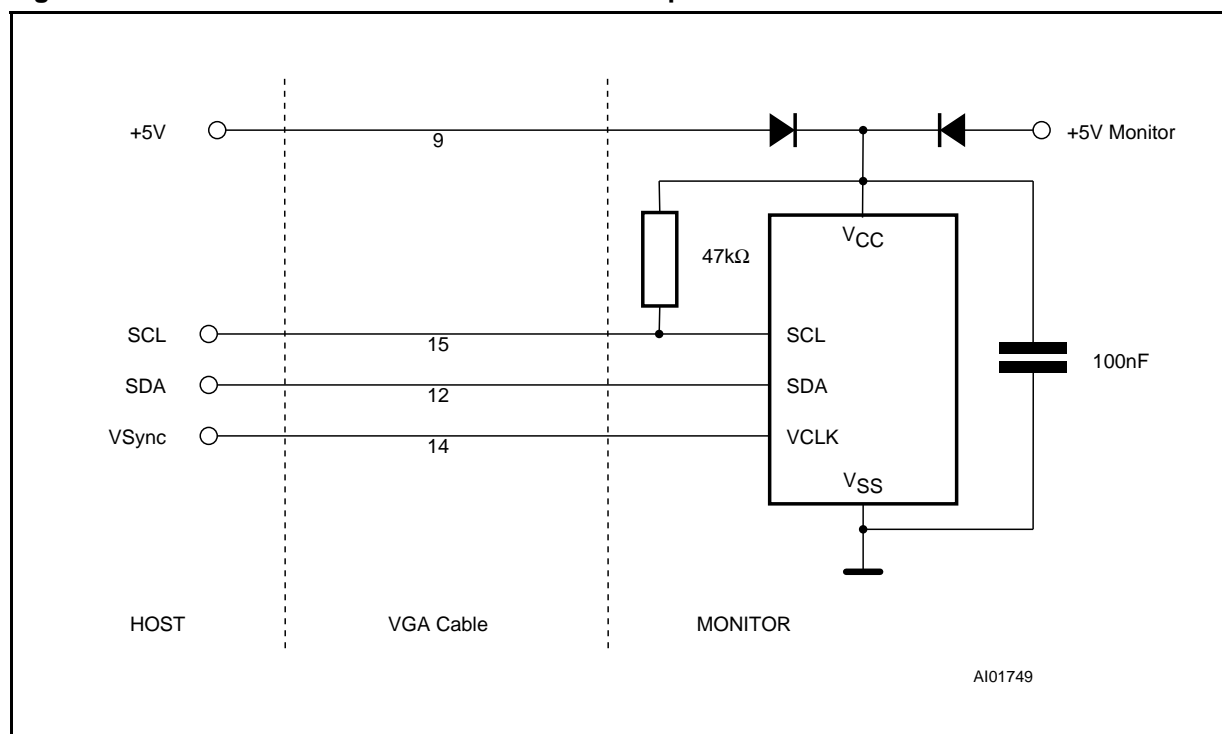 +5V
9
+5V Monitor
VCC
47kΩ
SCL
15
SCL
SDA
12
SDA
100nF
VSync
14
VCLK
VSS
HOST
VGA Cable
MONITOR
AI01749